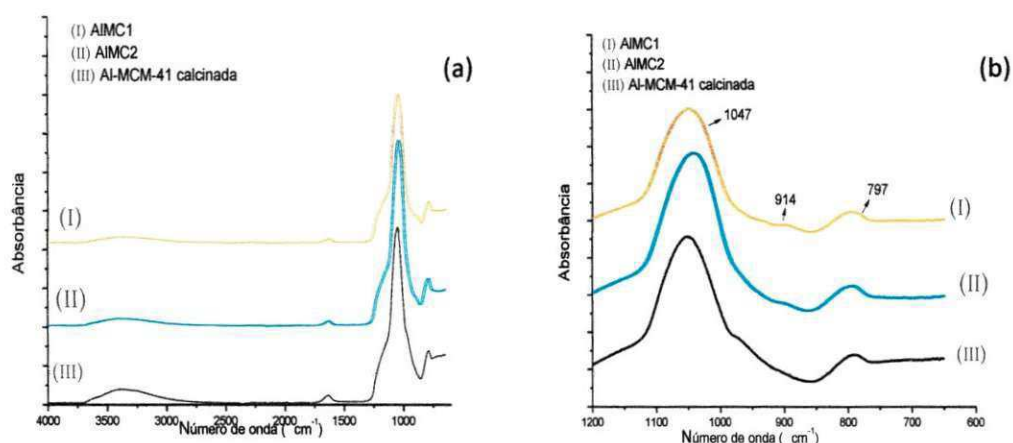 (I) AlMC1
(II) AlMC2
(III) Al-MCM-41 calcinada
(a)
Absorbância
(I)
(II)
(III)
4000 3500 3000 2500 2000 1500 1000
Número de onda ( cm⁻¹)
(I) AlMC1
(II) AlMC2
(III) Al-MCM-41 calcinada
(b)
Absorbância
1047
914
797
(I)
(II)
(III)
1200 1100 1000 900 800 700 600
Número de onda ( cm⁻¹)